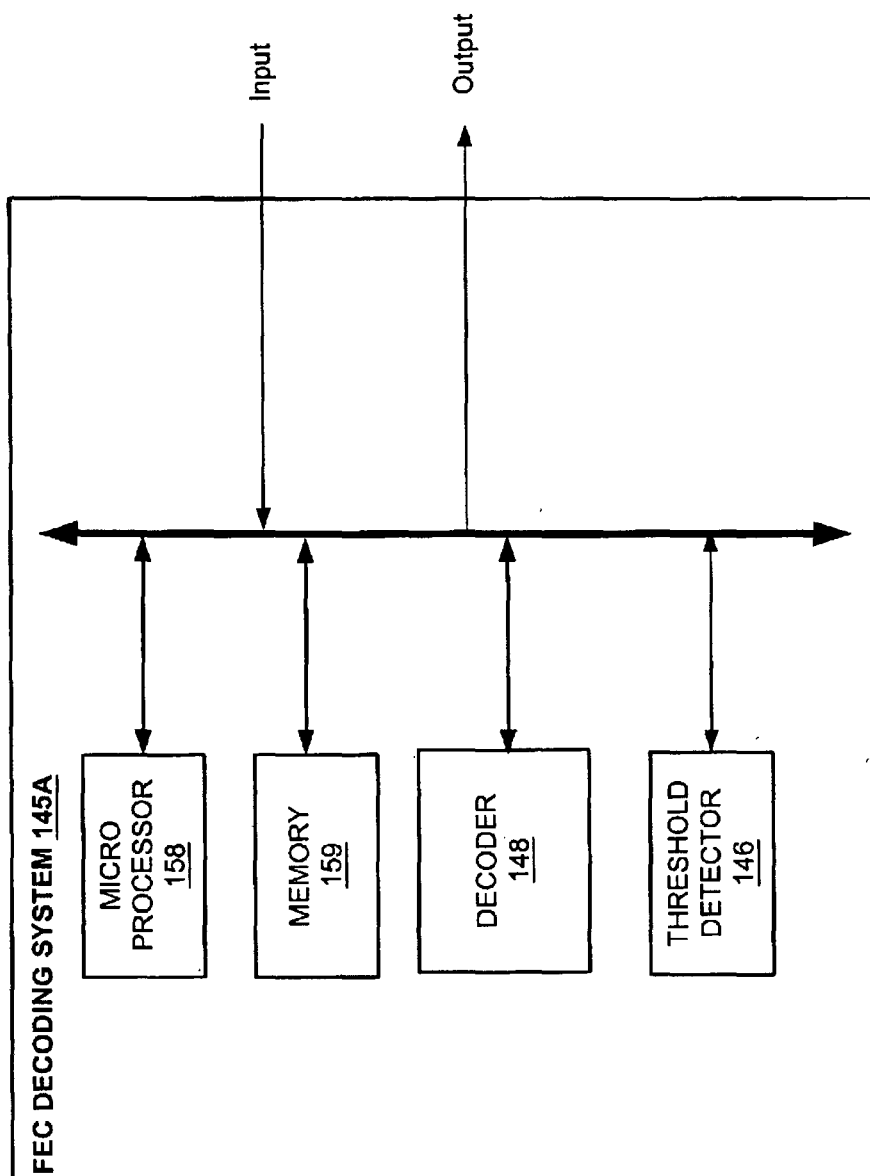 FEC DECODING SYSTEM 145A
MICRO
PROCESSOR
158
MEMORY
159
DECODER
148
THRESHOLD
DETECTOR
146
Input
Output